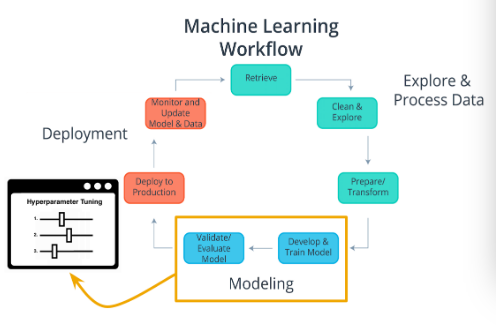 Machine Learning
Workflow
Retrieve
Clean &
Explore
Explore &
Process Data
Prepare/
Transform
Develop &
Train Model
Validate/
Evaluate
Model
Modeling
Deploy to
Production
Monitor and
Update
Model & Data
Deployment
Hyperparameter Tuning
1.
2.
3.